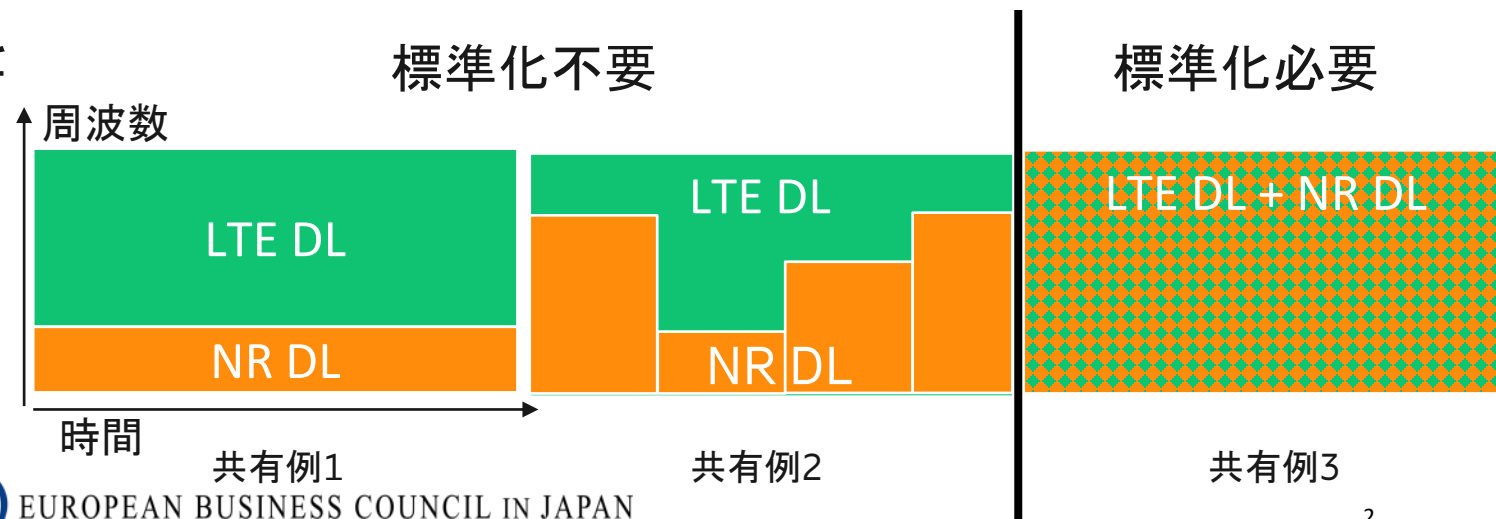 標準化不要
標準化必要
周波数
LTE DL
NR DL
LTE DL
NR DL
LTE DL + NR DL
時間
共有例1
共有例2
共有例3
EUROPEAN BUSINESS COUNCIL IN JAPAN
2